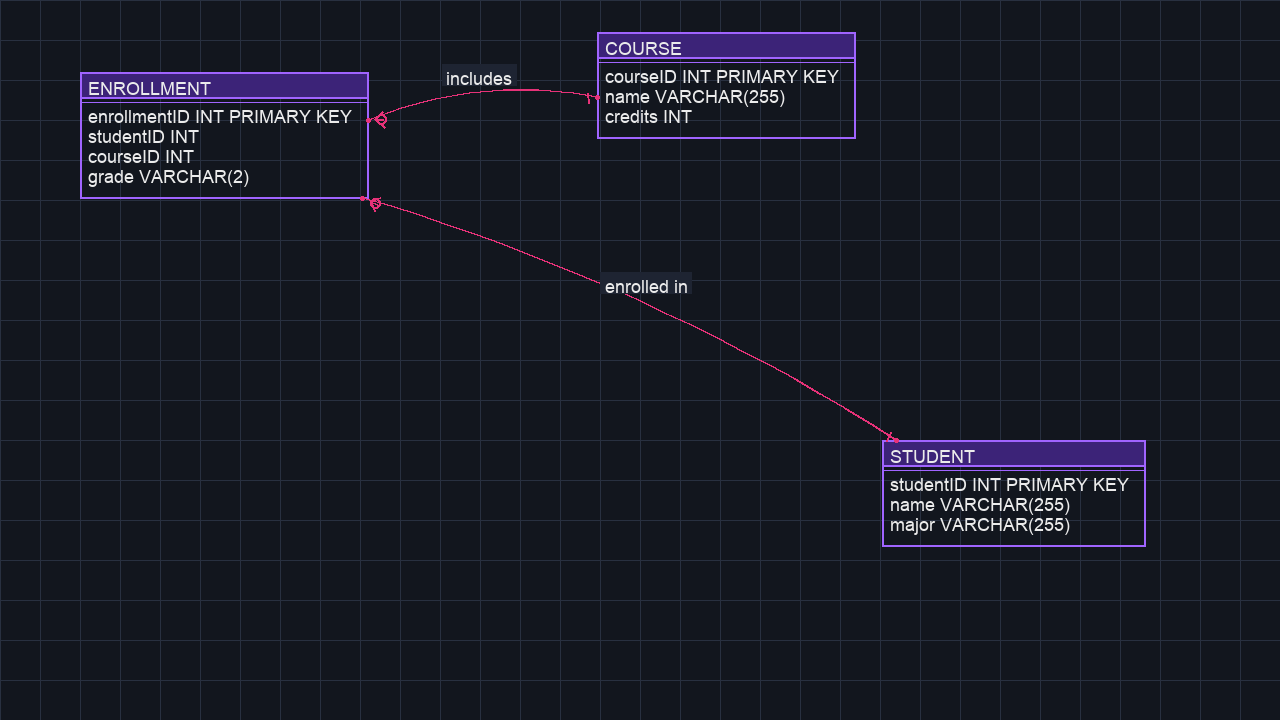 ENROLLMENT
enrollmentID INT PRIMARY KEY
studentID INT
courseID INT
grade VARCHAR(2)
includes
COURSE
courseID INT PRIMARY KEY
name VARCHAR(255)
credits INT
enrolled in
STUDENT
studentID INT PRIMARY KEY
name VARCHAR(255)
major VARCHAR(255)